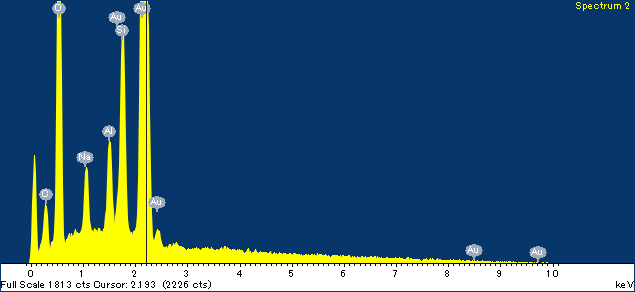 Spectrum 2
O Au
Au
Si
Al
Na
C Au
Au Au
0 1 2 3 4 5 6 7 8 9 10
Full Scale 1813 cts Cursor: 2.193 (2226 cts) keV